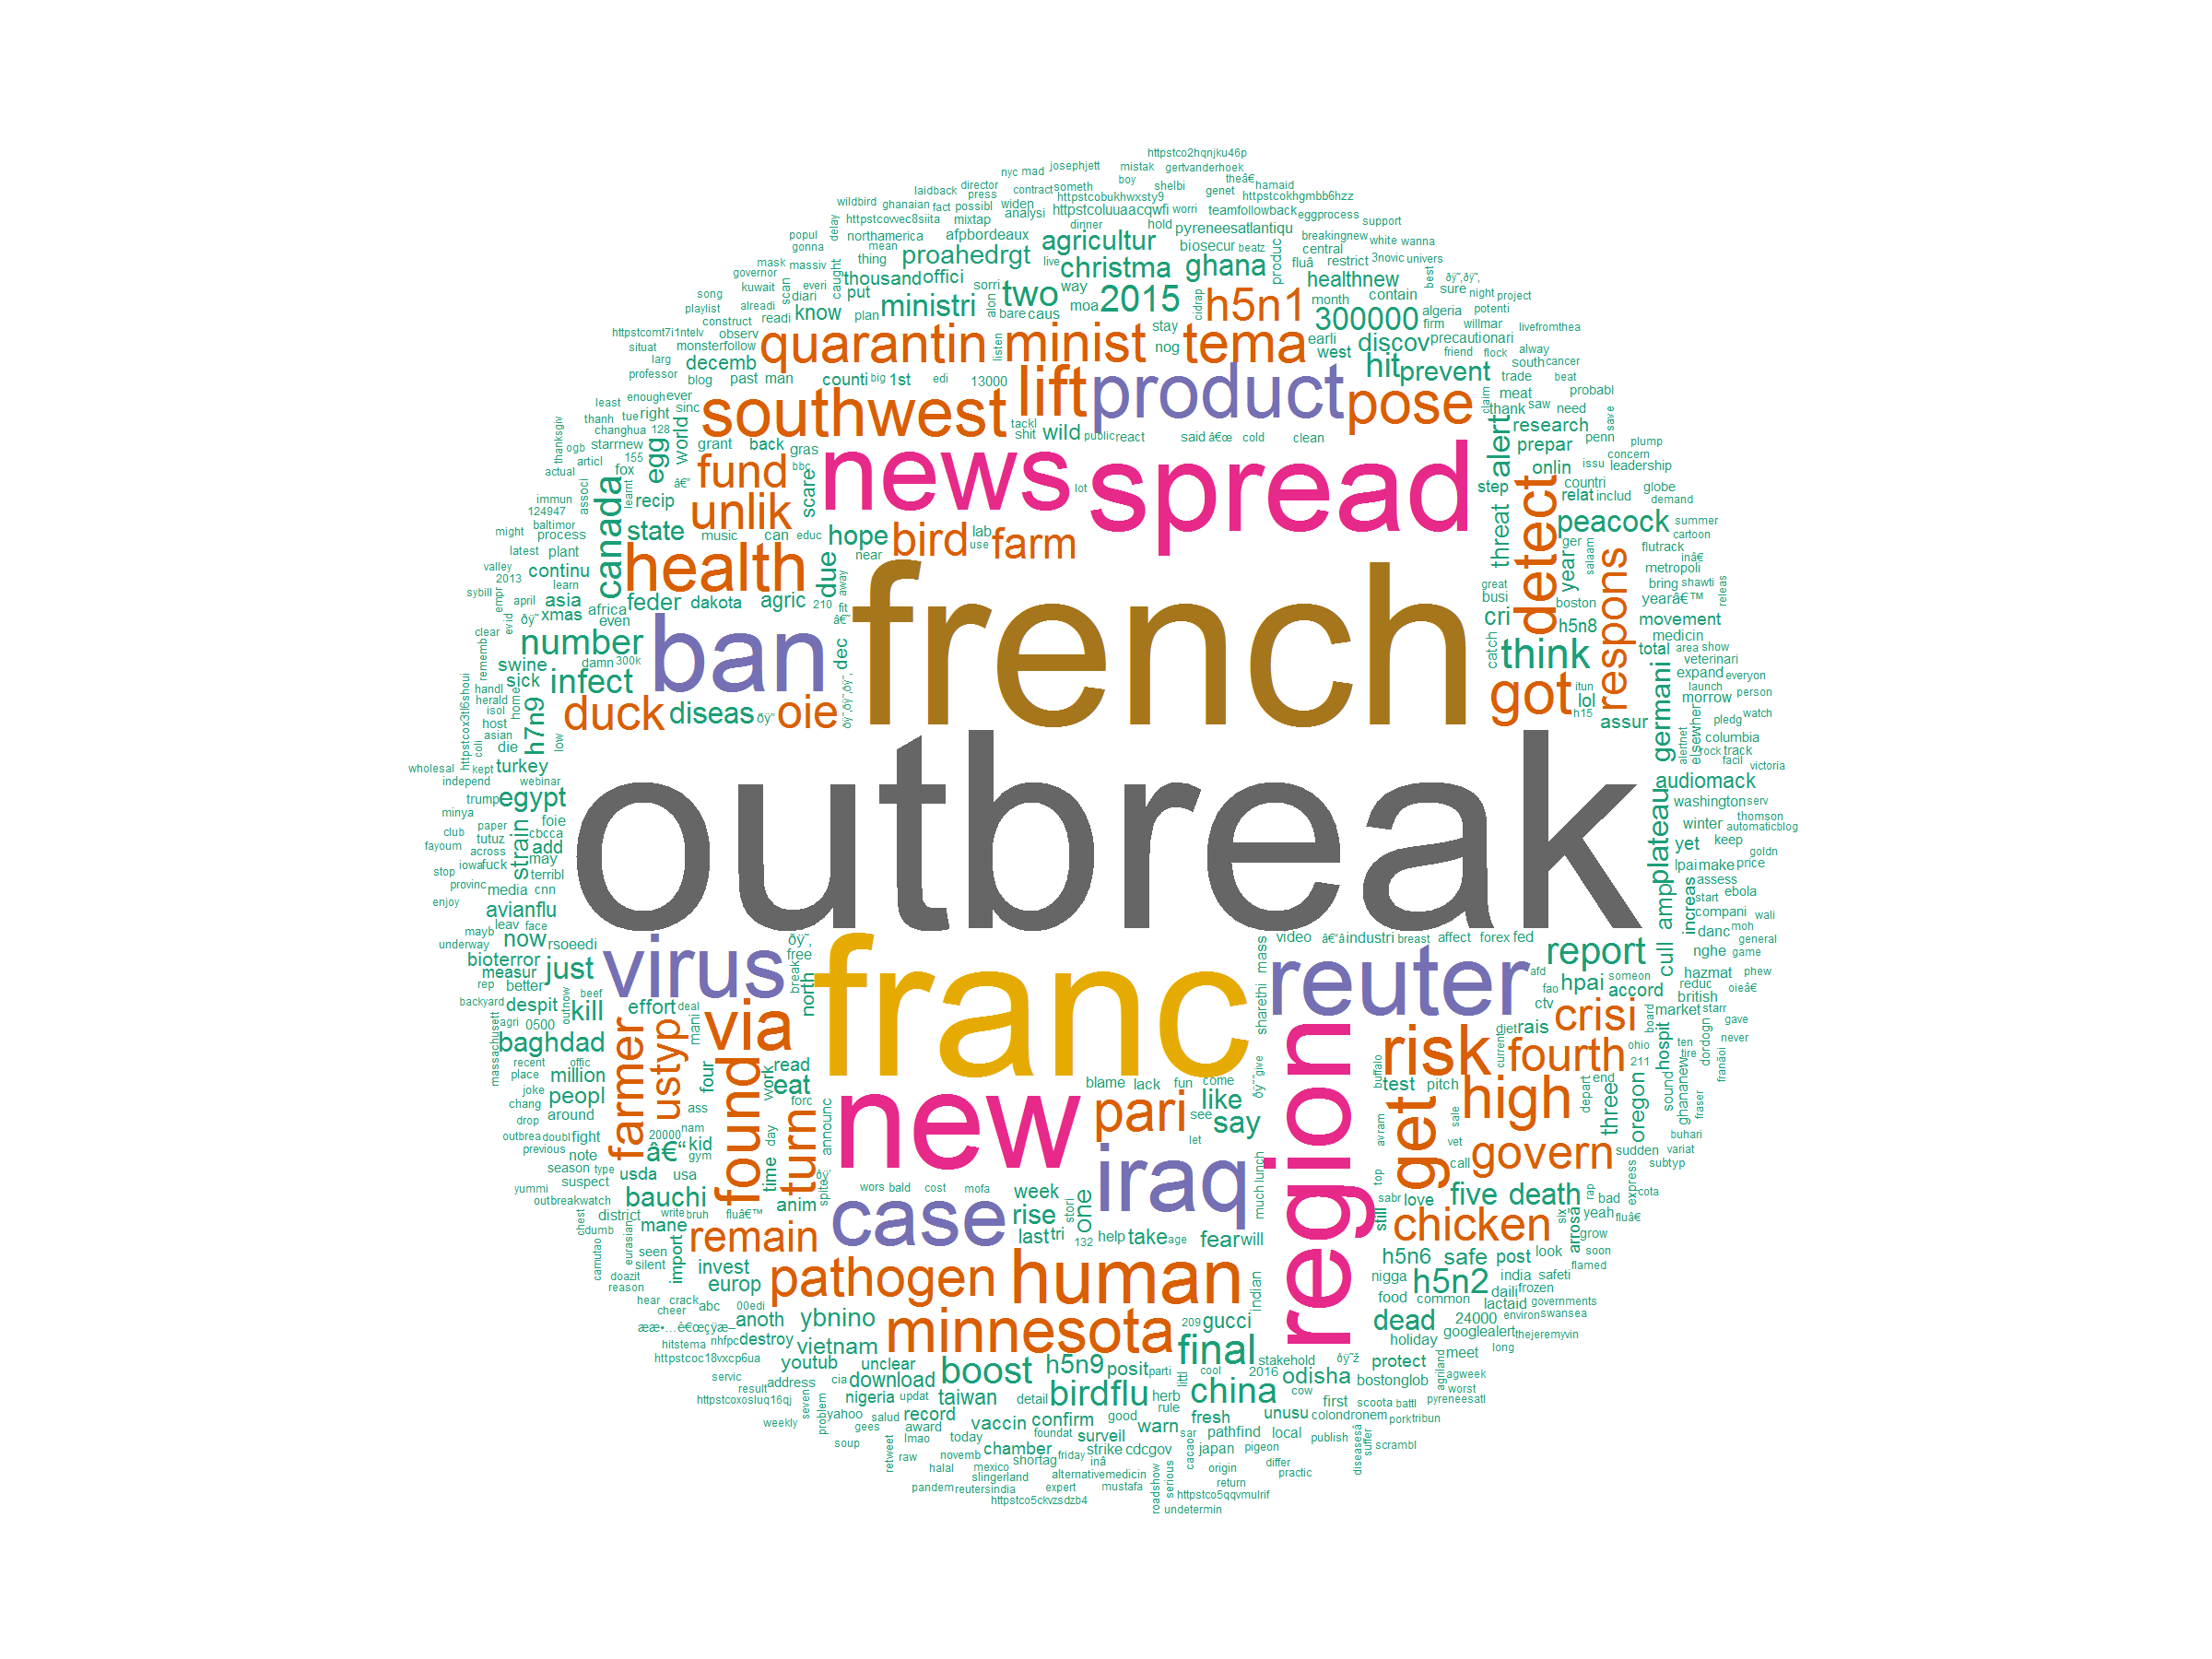 httpstco2hqnjku46p
nyc mad josephjett mistak gertvanderhoek
laidback director press contract someth boy shelbi theâ€ hamaid
wildbird ghanaian fact possibl widen httpstcobukhwxsty9 genet httpstcokhgmbb6hzz
httpstcovvec8siita mixtap analysi httpstcoluuaacqwfi worri teamfollowback eggprocess
popul gonna delay northamerica afpbordeaux dinner hold pyreneesatlantiqu support
mean agricultur biosecur beatz breakingnew white wanna
mask massiv thing proahedrgt live central 3novic univers
governor caught thousand offici christma ghana produc fluâ restrict
kuwait everi put sorri way healthnew best ðÿ˜‚ðÿ˜‚
song scan diari ministri alon two moa 2015 cidrap h5n1 month contain sure night project
playlist alreadi readi know plan bare caus 300000 algeria potenti
construct observ stay firm willmar livefromthea
httpstcomt7i1ntelv monsterfollow quarantin listen minist nog tema earli discov precautionari
situat larg decemb west hit friend flock alway
professor blog past man counti big 1st edi 13000 lift product prevent south cancer
least enough ever southwest pose trade beat
thanh tue right sinc claim meat probabl
thanksgiv changhua 128 world tackl thank saw need save
ogb starrnew grant back shit wild public react said â€œ cold clean alert research
articl 155 egg gras news spread prepar penn plump
actual fox fund bbc lot onlin issu concern leadership
immun associ learnt â€" recip scare step countri
124947 canada unlik relat includ globe demand
might baltimor process state music can educ hope bird lab use farm threat detect peacock summer cartoon
latest plant health near due year ger salaam flutrack inâ€
valley 2013 continu learn away great metropoli
sybill empr april asia feder dakota agric 210 fit french busi boston bring shawti releas
xmas africa ðÿ˜ even â€˜ cri yearâ€™
clear evid number ban dec catch h5n8 respons movement
rememb swine damn 300k think medicin total area show veterinari
handl sick infect got itun lol expand everyon
herald isol home h7n9 duck diseas ðÿ" oie ðÿ˜‚ðÿ˜‚ðÿ˜‚ h15 germani launch morrow person
host asian assur elsewher pledg watch
httpstcox3tl6shoui coli die low alertnet columbia rock track
wholesal kept turkey outbreak facil victoria
independ webinar audiomack
trump egypt washington serv
minya foie plateau winter thomson
club paper cbcca automaticblog
fayoum tutuz strain add yet keep
across may goldn
iowa fuck lpai make price
stop terribl assess
provinc media cnn amp ebola
enjoy avianflu increas start compani wali
leav face franc
mayb now rsoeedi virus ðÿ˜‚ video â€"â industri breast affect forex fed danc moh general
underway free reuter report cull nghe game
bioterror just break north mass afd hazmat phew
measur sharethi fao hpai someon reduc oieâ€
rep better beef effort deal ctv accord british
backyard despit outnow kill via risk diet rais crisi board market starr
agri 0500 farmer ustyp mani region current fourth gave
massachusett baghdad found ohio hospit ten tire never
recent offic four read give buffalo 211 dordogn
place million work eat blame lack fun come test pitch end franãoi
joke peopl ass turn forc new pari like get high depart three oregon sound
chang around see say ghananew fraser
drop nam 20000 day announc let avram sale
outbrea doubl fight â€" kid ðÿ˜ buhari
previous note gym time iraq vet govern sudden variat
season type usda usa ðÿ' top call subtyp
suspect bauchi spite wors bald cost mofa week much lunch sabr rap express
yummi outbreakwatch anim case stori one love five death bad cota
district write bruh fluâ€™ rise still six yeah fluâ€
chest dumb mane remain last tri help take age fear will chicken arrosâ grow
camutao eurasian seen import 132 look soon
silent invest pathogen human h5n6 safe post flamed
doazit europ indian nigga h5n2 india safeti
reason food common daili frozen
hear crack abc lactaid governments
cheer 00edi anoth ybnino minnesota 209 gucci dead 24000 environ swansea
ææ•…è€œçÿæ– googlealert thejeremyvin
hitstema nhfpc destroy vietnam final holiday long
httpstcoc18vxcp6ua youtub unclear boost h5n9 posit parti stakehold ðÿ˜ž protect meet
servic address cia download littl cool 2016 odisha bostonglob agriland agweek
result nigeria updat taiwan detail birdflu herb china cow worst
httpstcoxosluq16qj seven first scoota battl pyreneesatl
yahoo salud record vaccin confirm good rule fresh unusu colondronem pork tribun
weekly problem gees award foundat warn sar
lmao today surveil pathfind local publish suffer
soup retweet chamber strike cdcgov cacao japan pigeon diseasesâ scrambl
raw novemb shortag friday inâ
halal mexico origin differ
slingerland alternativemedicin practic
pandem reutersindia expert mustafa roadshow serious return
httpstco5ckvzsdzb4 httpstco5qqvmulrif
undetermin